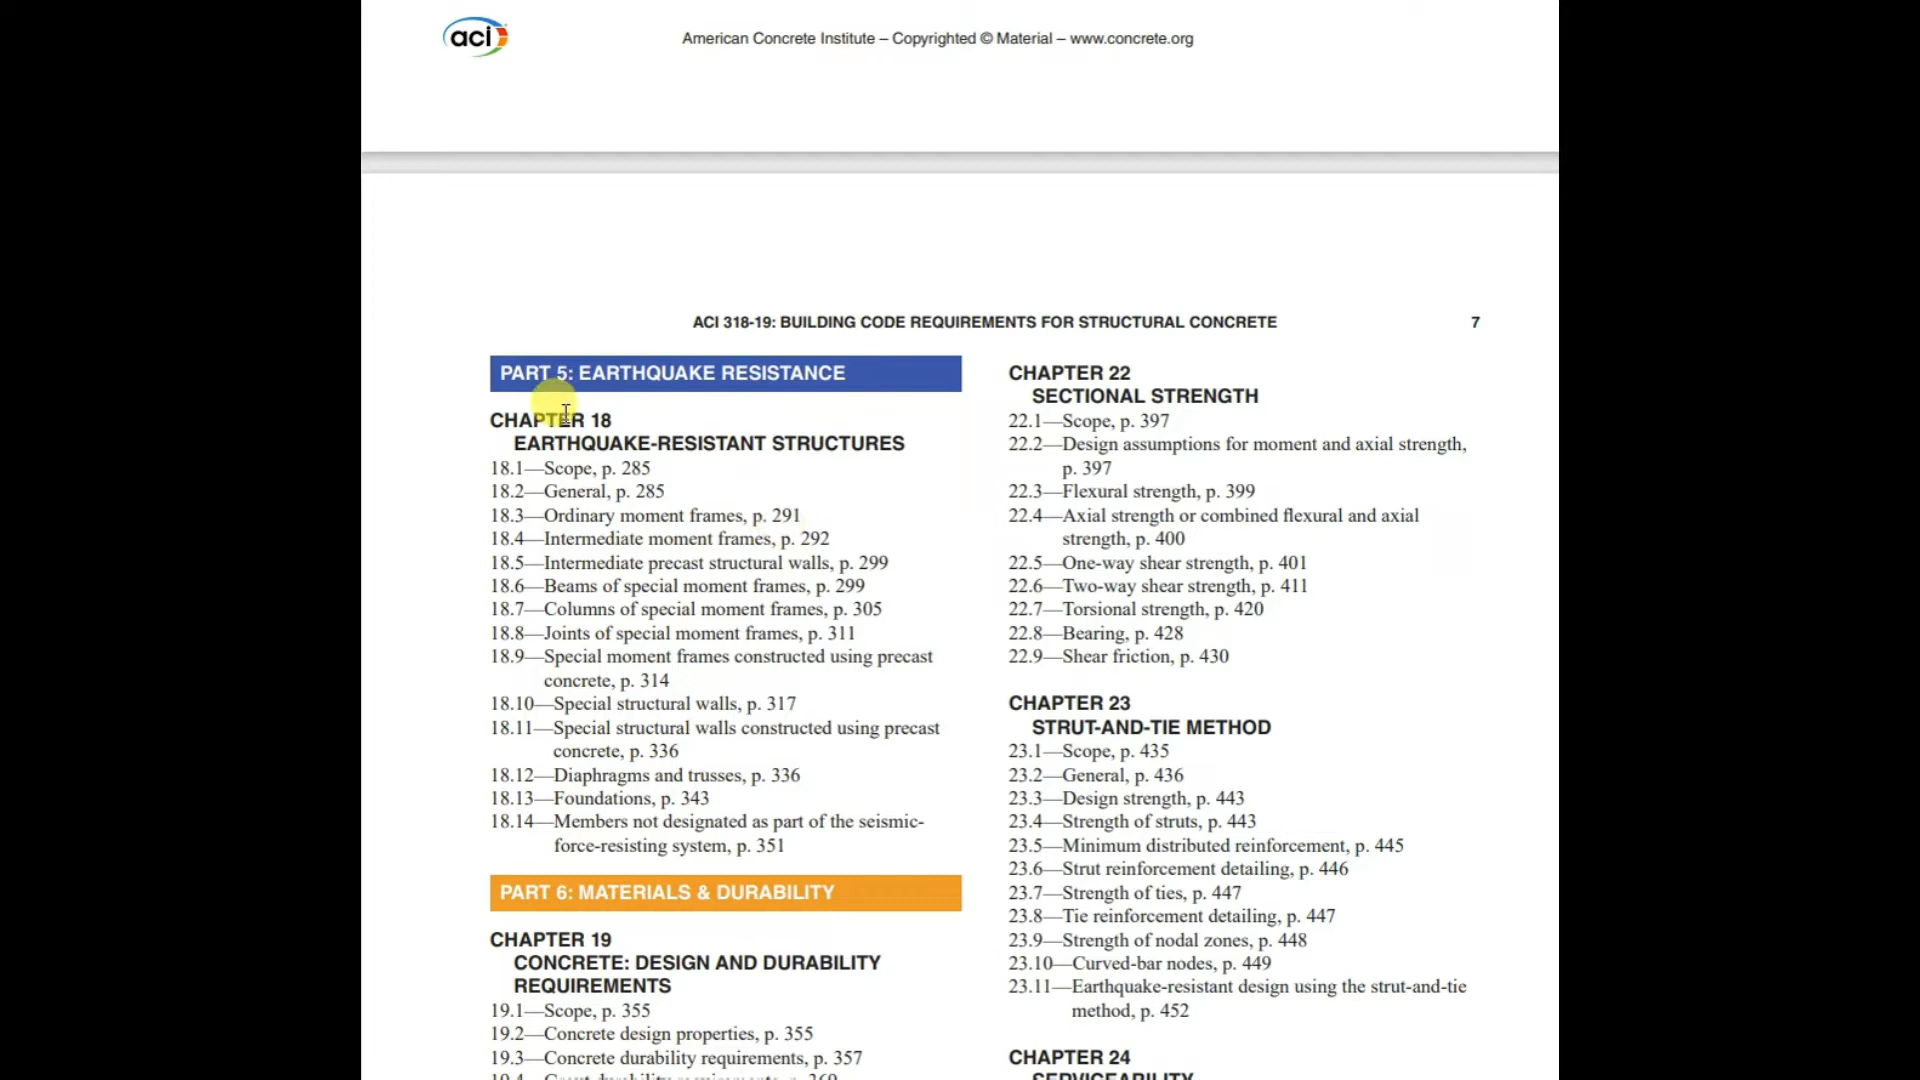 aci
American Concrete Institute – Copyrighted © Material – www.concrete.org
ACI 318-19: BUILDING CODE REQUIREMENTS FOR STRUCTURAL CONCRETE 7
PART 5: EARTHQUAKE RESISTANCE
CHAPTER 18
EARTHQUAKE-RESISTANT STRUCTURES
18.1—Scope, p. 285
18.2—General, p. 285
18.3—Ordinary moment frames, p. 291
18.4—Intermediate moment frames, p. 292
18.5—Intermediate precast structural walls, p. 299
18.6—Beams of special moment frames, p. 299
18.7—Columns of special moment frames, p. 305
18.8—Joints of special moment frames, p. 311
18.9—Special moment frames constructed using precast
concrete, p. 314
18.10—Special structural walls, p. 317
18.11—Special structural walls constructed using precast
concrete, p. 336
18.12—Diaphragms and trusses, p. 336
18.13—Foundations, p. 343
18.14—Members not designated as part of the seismic-
force-resisting system, p. 351
PART 6: MATERIALS & DURABILITY
CHAPTER 19
CONCRETE: DESIGN AND DURABILITY
REQUIREMENTS
19.1—Scope, p. 355
19.2—Concrete design properties, p. 355
19.3—Concrete durability requirements, p. 357
19.4—Grout durability requirements, p. 369
CHAPTER 22
SECTIONAL STRENGTH
22.1—Scope, p. 397
22.2—Design assumptions for moment and axial strength,
p. 397
22.3—Flexural strength, p. 399
22.4—Axial strength or combined flexural and axial
strength, p. 400
22.5—One-way shear strength, p. 401
22.6—Two-way shear strength, p. 411
22.7—Torsional strength, p. 420
22.8—Bearing, p. 428
22.9—Shear friction, p. 430
CHAPTER 23
STRUT-AND-TIE METHOD
23.1—Scope, p. 435
23.2—General, p. 436
23.3—Design strength, p. 443
23.4—Strength of struts, p. 443
23.5—Minimum distributed reinforcement, p. 445
23.6—Strut reinforcement detailing, p. 446
23.7—Strength of ties, p. 447
23.8—Tie reinforcement detailing, p. 447
23.9—Strength of nodal zones, p. 448
23.10—Curved-bar nodes, p. 449
23.11—Earthquake-resistant design using the strut-and-tie
method, p. 452
CHAPTER 24
SERVICEABILITY